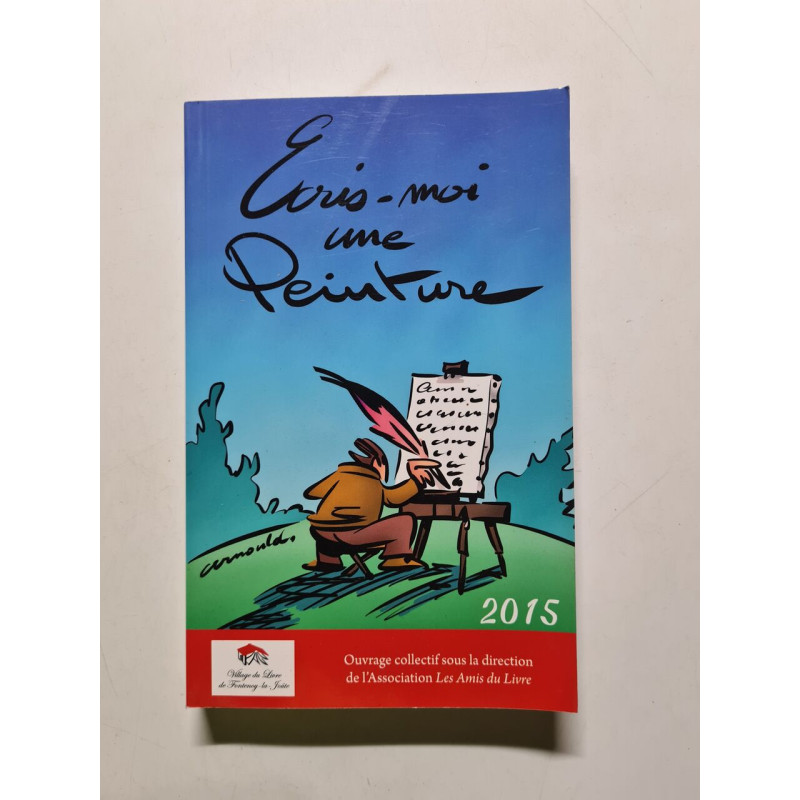 Ecris-moi
une
Peinture
arnould.
2015
Village du Livre
de Fontenoy-la-Joûte
Ouvrage collectif sous la direction
de l'Association Les Amis du Livre